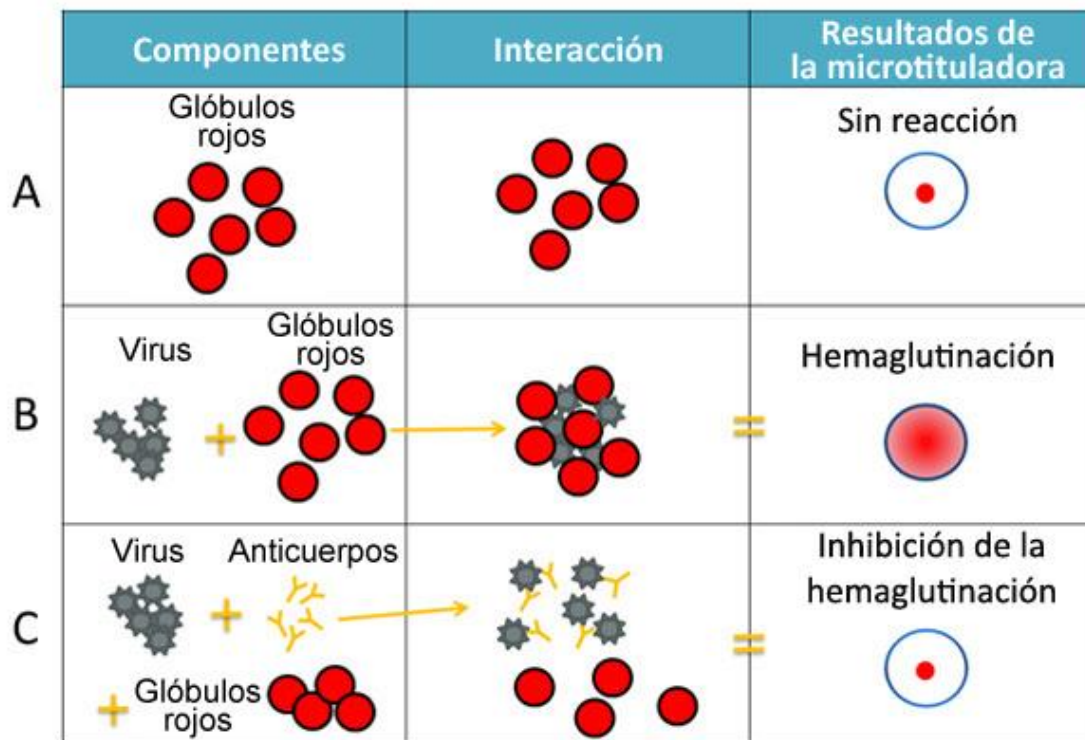 Componentes
Interacción
Resultados de
la microtituladora
A
Glóbulos
rojos
Sin reacción
B
Virus
+
Glóbulos
rojos
=
Hemaglutinación
C
Virus
+
Anticuerpos
+
Glóbulos
rojos
=
Inhibición de la
hemaglutinación